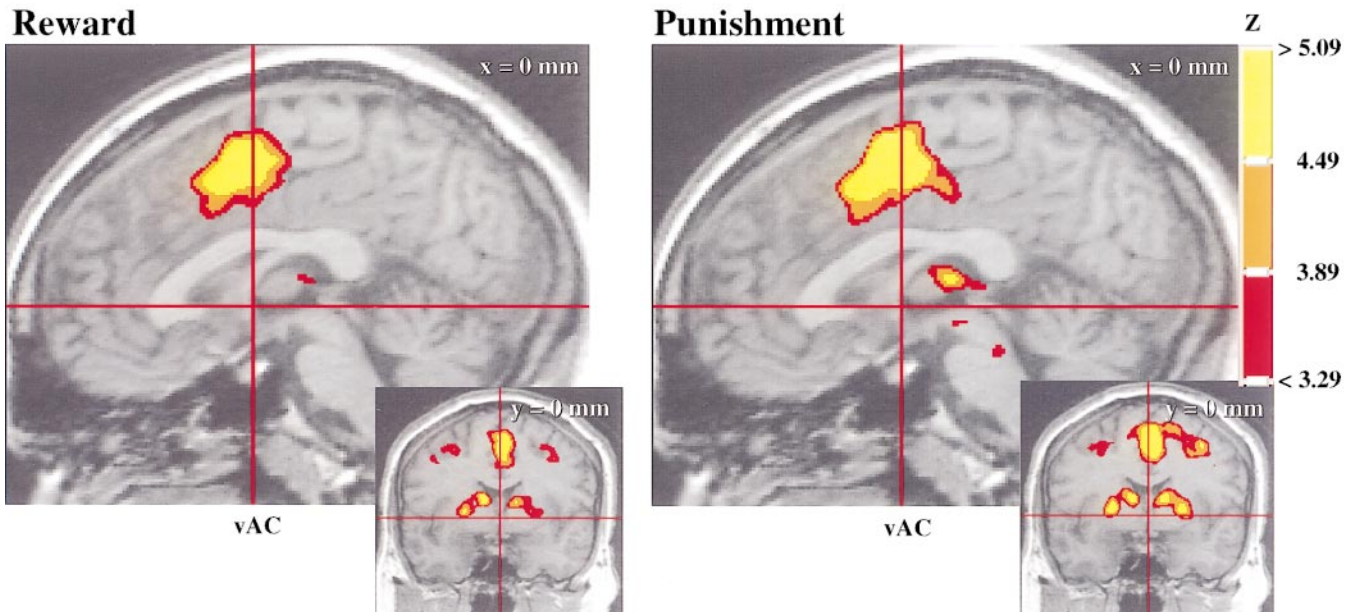 Reward
x = 0 mm
y = 0 mm
vAC
Punishment
x = 0 mm
y = 0 mm
vAC
Z
> 5.09
4.49
3.89
< 3.29